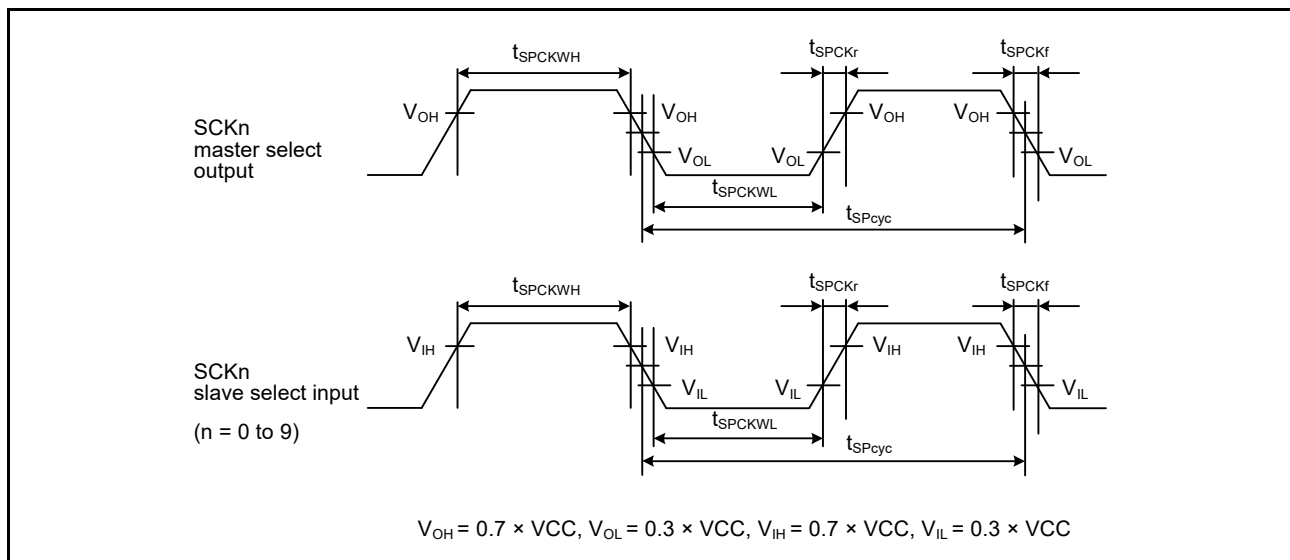 tSPCKWH
tSPCKr
tSPCKf
VOH
VOH
VOH
VOH
SCKn
master select
output
VOL
VOL
VOL
tSPCKWL
tSPcyc
tSPCKWH
tSPCKr
tSPCKf
VIH
VIH
VIH
VIH
SCKn
slave select input
(n = 0 to 9)
VIL
VIL
VIL
tSPCKWL
tSPcyc
VOH = 0.7 × VCC, VOL = 0.3 × VCC, VIH = 0.7 × VCC, VIL = 0.3 × VCC